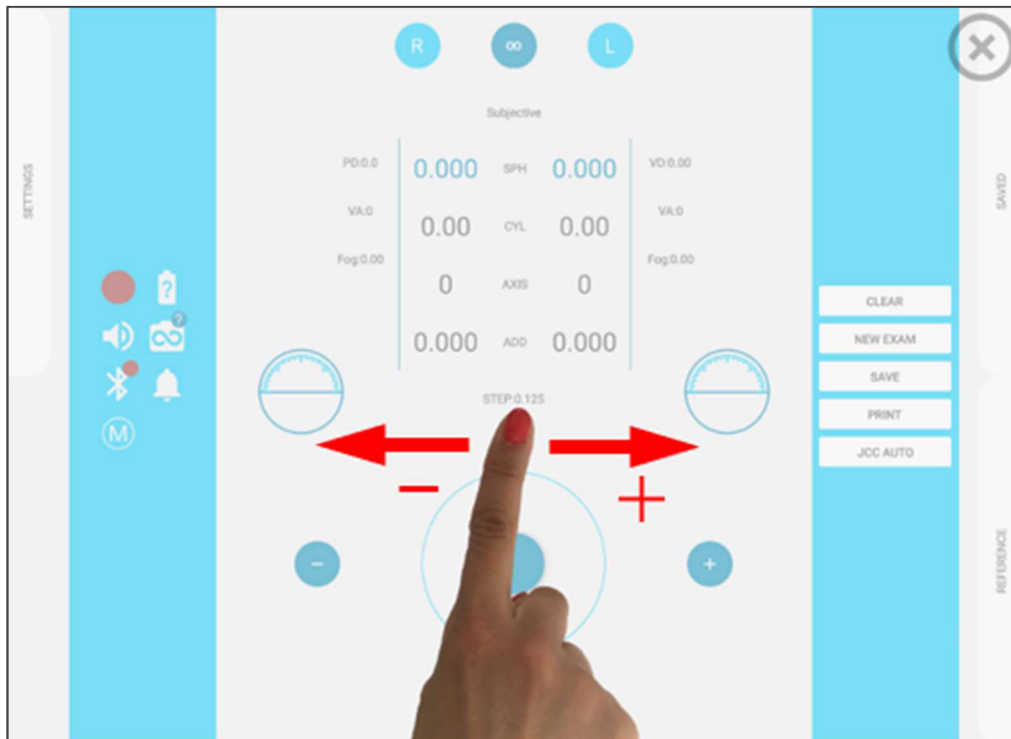 R ∞ L
Subjective
PD:0.0 0.000 SPH 0.000 VD:0.00
VA:0 0.00 CYL 0.00 VA:0
Fog:0.00 Fog:0.00
0 AXIS 0
0.000 ADD 0.000
STEP:0.125
− +
− +
SETTINGS
?
?
M
CLEAR
NEW EXAM
SAVE
PRINT
JCC AUTO
SAVED
REFERENCE